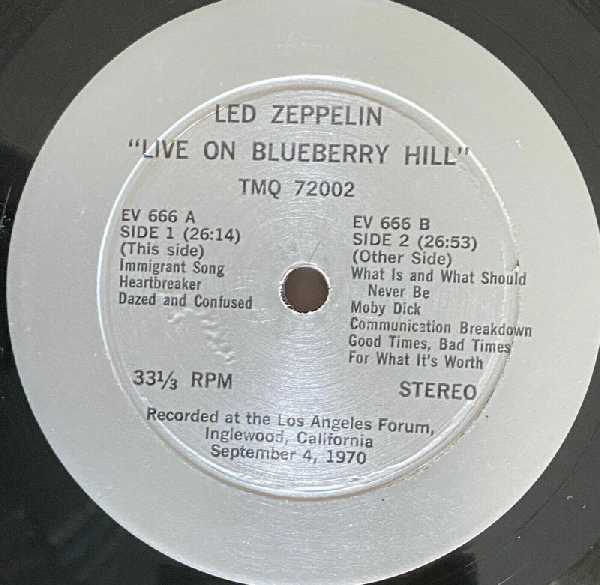 LED ZEPPELIN
"LIVE ON BLUEBERRY HILL"
TMQ 72002
EV 666 A
SIDE 1 (26:14)
(This side)
Immigrant Song
Heartbreaker
Dazed and Confused
EV 666 B
SIDE 2 (26:53)
(Other Side)
What Is and What Should
Never Be
Moby Dick
Communication Breakdown
Good Times, Bad Times
For What It's Worth
33⅓ RPM
STEREO
Recorded at the Los Angeles Forum,
Inglewood, California
September 4, 1970